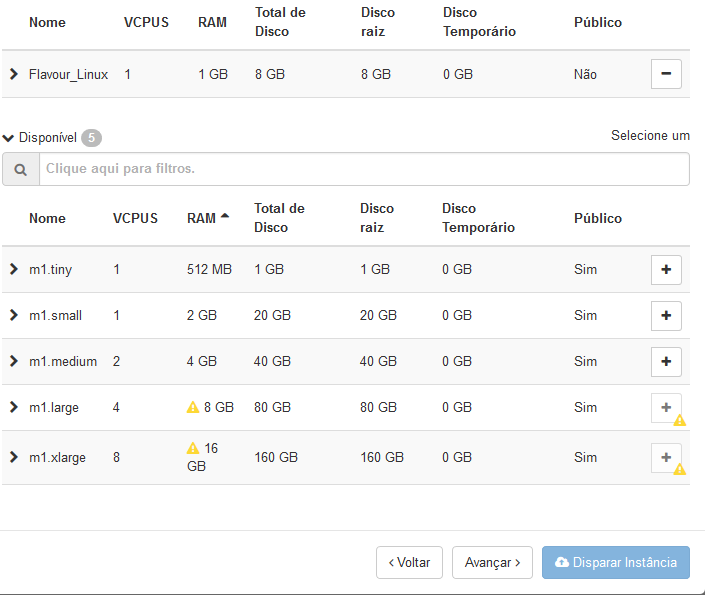 Nome VCPUS RAM Total de Disco Disco raiz Disco Temporário Público
Flavour_Linux 1 1 GB 8 GB 8 GB 0 GB Não
Disponível 5 Selecione um
Clique aqui para filtros.
Nome VCPUS RAM Total de Disco Disco raiz Disco Temporário Público
m1.tiny 1 512 MB 1 GB 1 GB 0 GB Sim
m1.small 1 2 GB 20 GB 20 GB 0 GB Sim
m1.medium 2 4 GB 40 GB 40 GB 0 GB Sim
m1.large 4 8 GB 80 GB 80 GB 0 GB Sim
m1.xlarge 8 16 GB 160 GB 160 GB 0 GB Sim
‹ Voltar Avançar › Disparar Instância